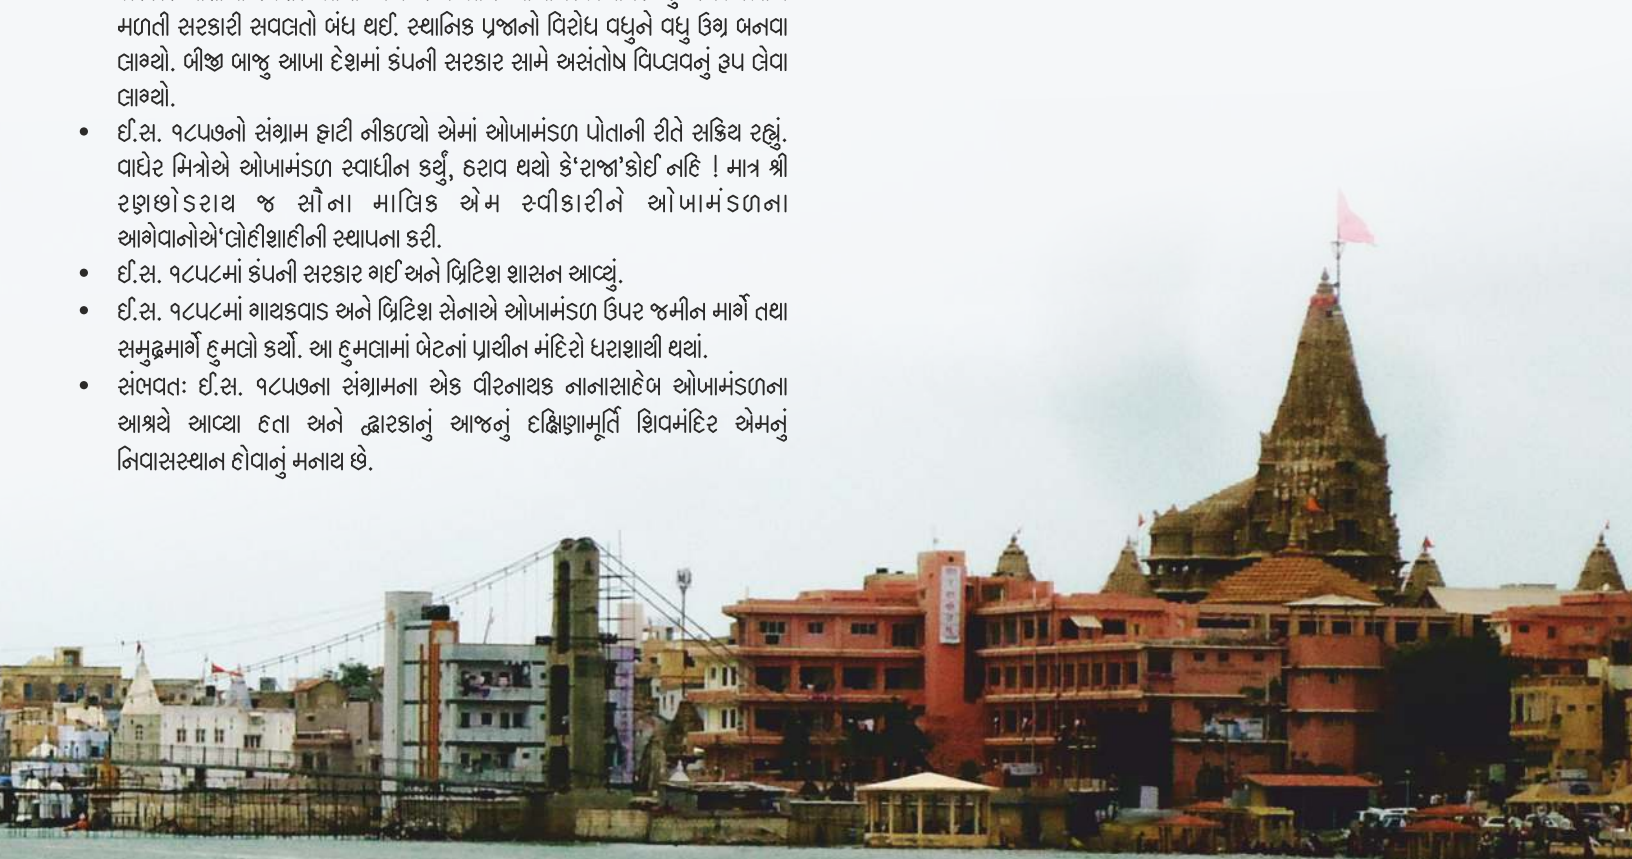 મળતી સરકારી સવલતો બંધ થઈ. સ્થાનિક પ્રજાનો વિરોધ વધુને વધુ ઉગ્ર બનવા
લાગ્યો. બીજી બાજુ આખા દેશમાં કંપની સરકાર સામે અસંતોષ વિપ્લવનું રૂપ લેવા
લાગ્યો.
• ઈ.સ. ૧૮૫૭નો સંગ્રામ ફાટી નીકળ્યો એમાં ઓખામંડળ પોતાની રીતે સક્રિય રહ્યું.
વાઘેર મિત્રોએ ઓખામંડળ સ્વાધીન કર્યું, ઠરાવ થયો કે‘રાજા’કોઈ નહિ ! માત્ર શ્રી
રણછોડરાય જ સૌના માલિક એમ સ્વીકારીને ઓખામંડળના
આગેવાનોએ‘લોહીશાહીની સ્થાપના કરી.
• ઈ.સ. ૧૮૫૮માં કંપની સરકાર ગઈ અને બ્રિટિશ શાસન આવ્યું.
• ઈ.સ. ૧૮૫૮માં ગાયકવાડ અને બ્રિટિશ સેનાએ ઓખામંડળ ઉપર જમીન માર્ગે તથા
સમુદ્રમાર્ગે હુમલો કર્યો. આ હુમલામાં બેટનાં પ્રાચીન મંદિરો ધરાશાયી થયાં.
• સંભવતઃ ઈ.સ. ૧૮૫૭ના સંગ્રામના એક વીરનાયક નાનાસાહેબ ઓખામંડળના
આશ્રયે આવ્યા હતા અને દ્વારકાનું આજનું દક્ષિણામૂર્તિ શિવમંદિર એમનું
નિવાસસ્થાન હોવાનું મનાય છે.